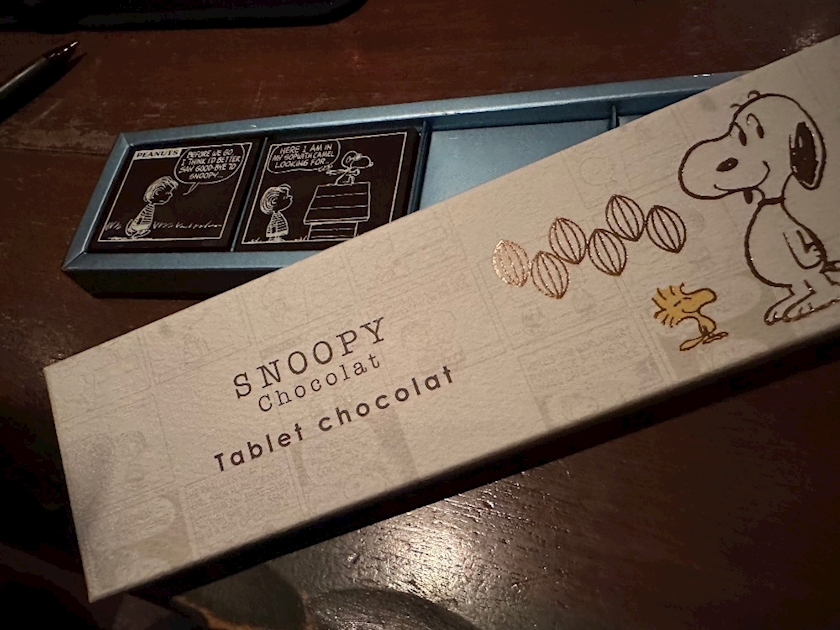 PEANUTS
BEFORE WE GO,
I THINK I'D BETTER
SAY GOOD-BYE TO
SNOOPY...
HERE I AM IN
MY SOPWITH CAMEL
LOOKING FOR...
SNOOPY
Chocolat
Tablet chocolat